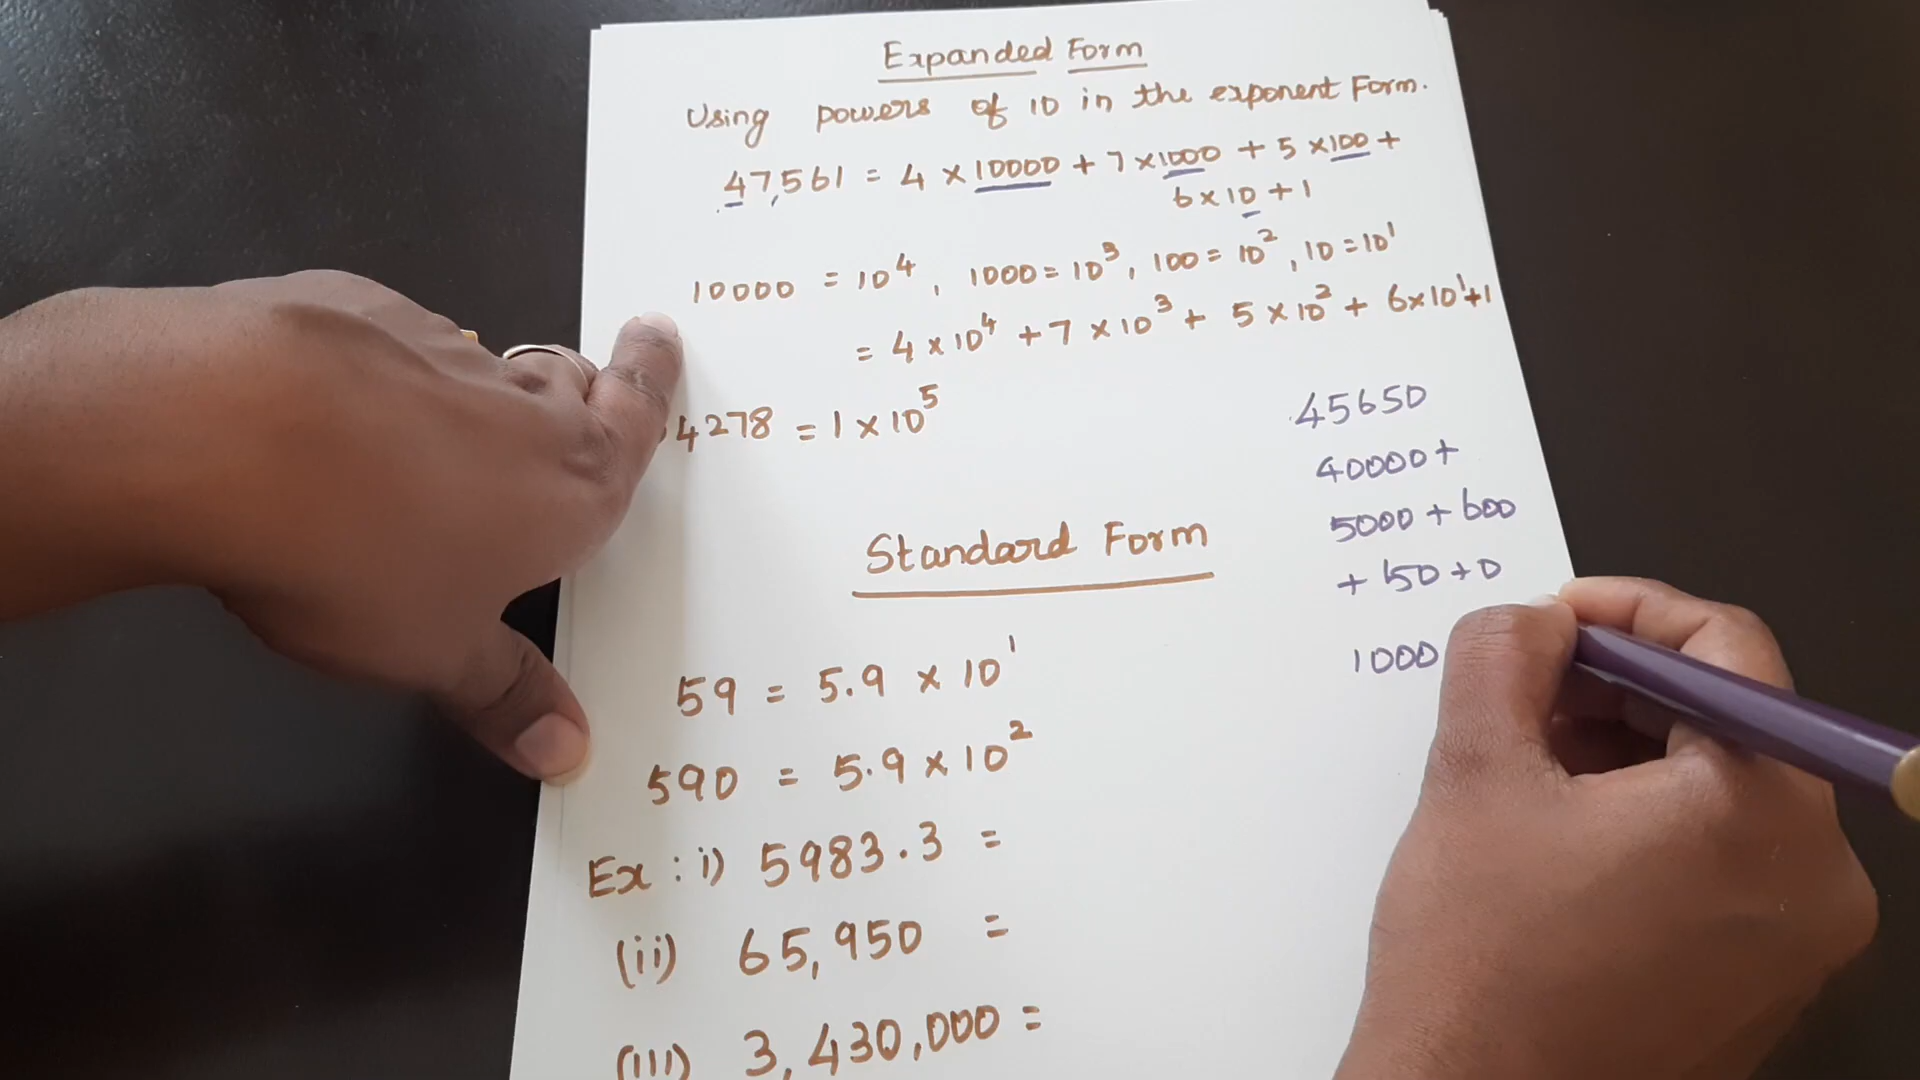 Expanded Form
Using powers of 10 in the exponent Form.
47,561 = 4 × 10000 + 7 × 1000 + 5 × 100 +
6 × 10 + 1
10000 = 10⁴, 1000 = 10³, 100 = 10², 10 = 10¹
= 4 × 10⁴ + 7 × 10³ + 5 × 10² + 6 × 10¹ + 1
4278 = 1 × 10⁵
45650
40000 +
5000 + 600
+ 50 + 0
1000
Standard Form
59 = 5.9 × 10¹
590 = 5.9 × 10²
Ex : i) 5983.3 =
(ii) 65,950 =
(iii) 3,430,000 =